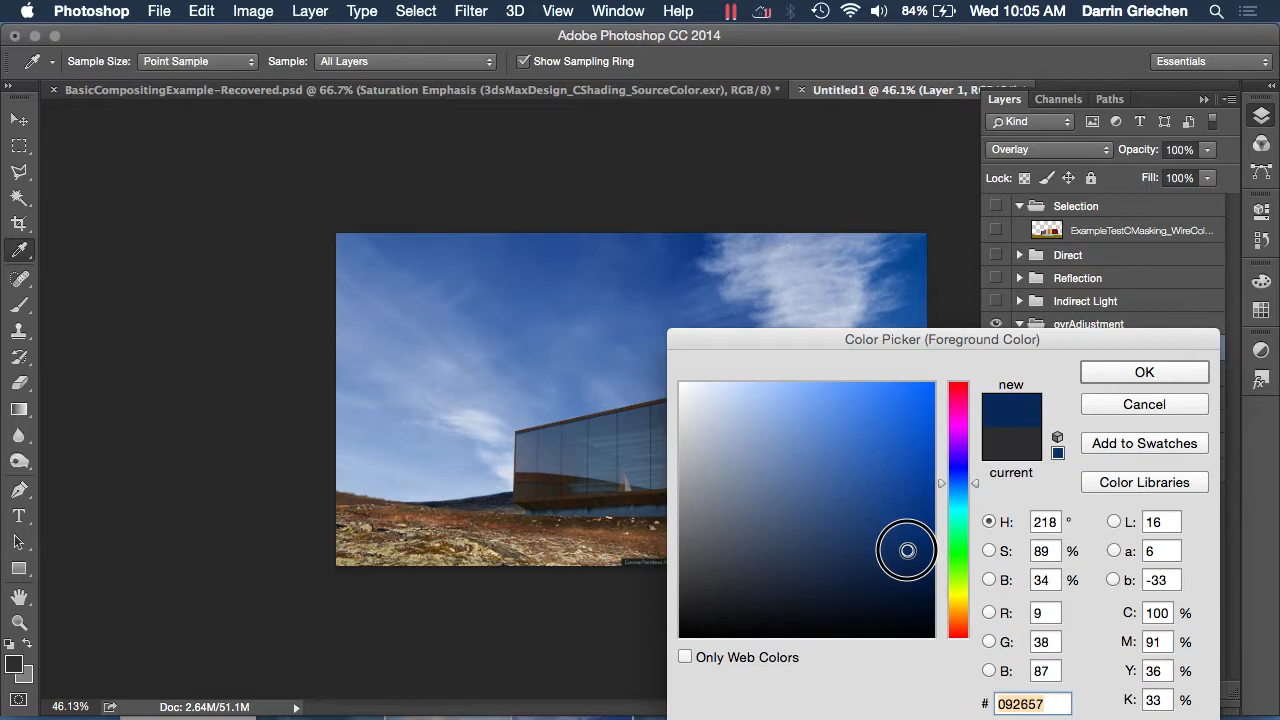 Photoshop File Edit Image Layer Type Select Filter 3D View Window Help 84% Wed 10:05 AM Darrin Griechen
Adobe Photoshop CC 2014
Sample Size: Point Sample Sample: All Layers Show Sampling Ring Essentials
BasicCompositingExample-Recovered.psd @ 66.7% (Saturation Emphasis (3dsMaxDesign_CShading_SourceColor.exr), RGB/8) *
Untitled1 @ 46.1% (Layer 1, RGB/8)
Layers Channels Paths
Kind
Overlay Opacity: 100%
Lock: Fill: 100%
Selection
ExampleTestCMasking_WireCol...
Direct
Reflection
Indirect Light
ovrAdjustment
Color Picker (Foreground Color)
new
current
OK
Cancel
Add to Swatches
Color Libraries
H: 218 ° L: 16
S: 89 % a: 6
B: 34 % b: -33
R: 9 C: 100 %
G: 38 M: 91 %
B: 87 Y: 36 %
# 092657 K: 33 %
Only Web Colors
46.13% Doc: 2.64M/51.1M